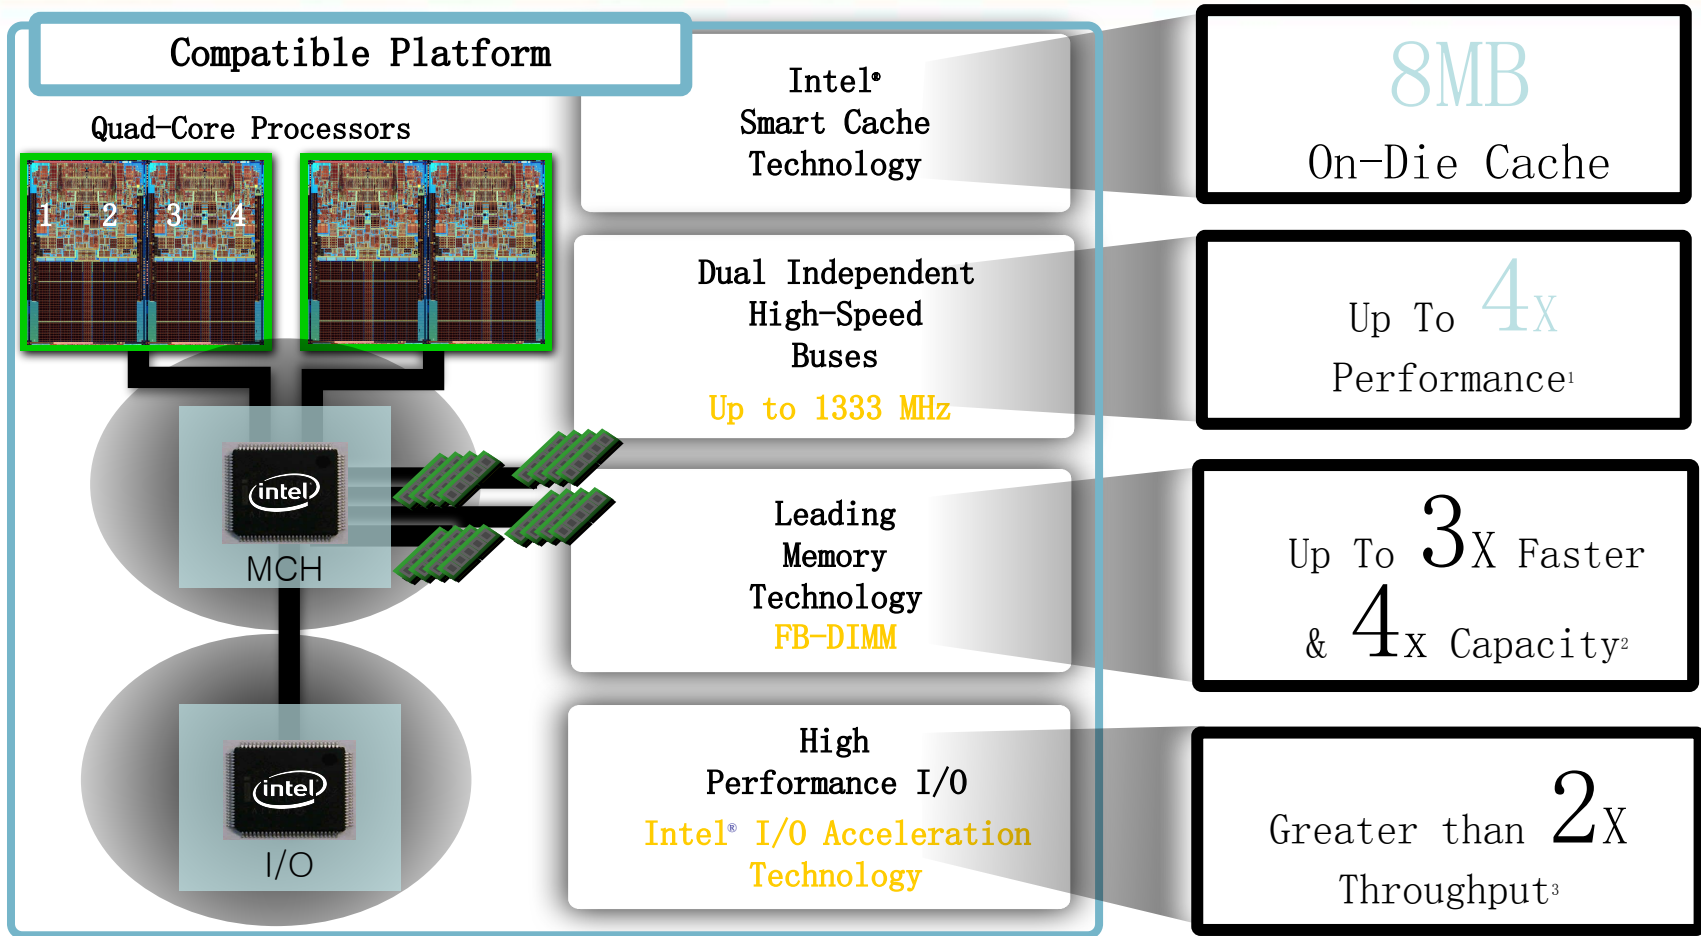 Compatible Platform
Quad-Core Processors
1 2 3 4
intel
MCH
intel
I/O
Intel®
Smart Cache
Technology
Dual Independent
High-Speed
Buses
Up to 1333 MHz
Leading
Memory
Technology
FB-DIMM
High
Performance I/O
Intel® I/O Acceleration
Technology
8MB
On-Die Cache
Up To 4X
Performance¹
Up To 3X Faster
& 4x Capacity²
Greater than 2X
Throughput³